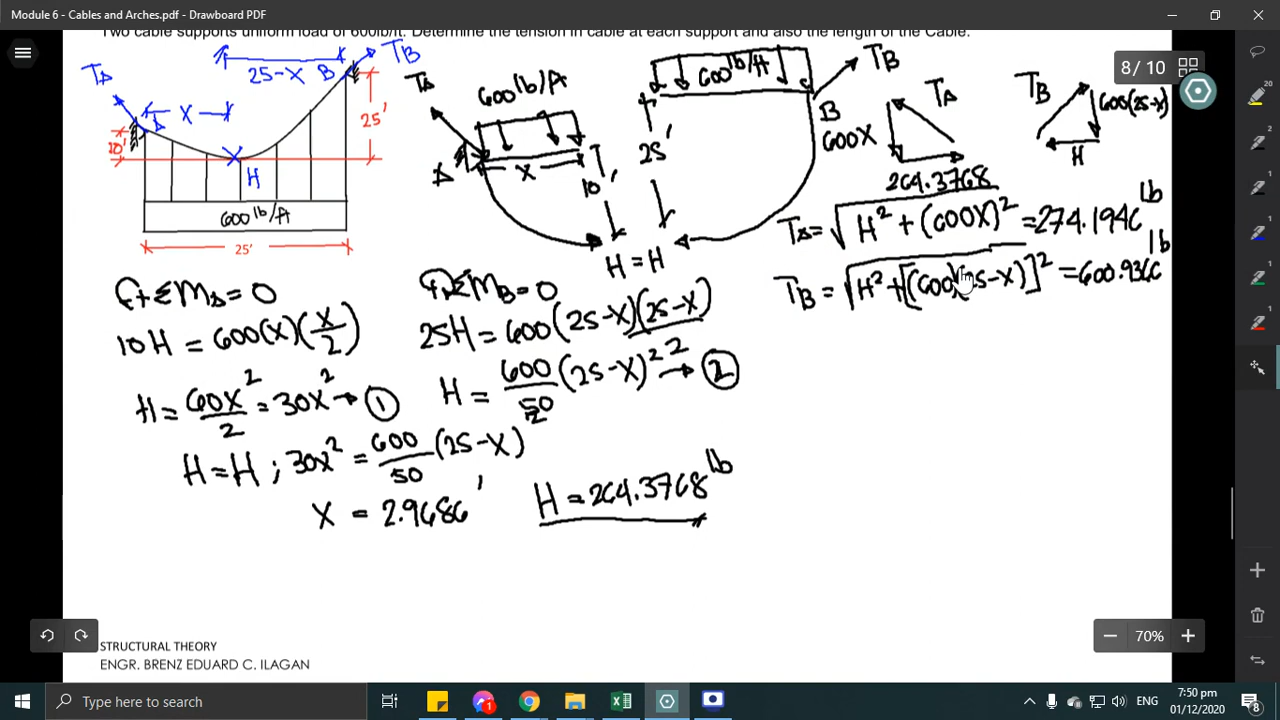 Module 6 - Cables and Arches.pdf - Drawboard PDF
The cable supports uniform load of 600lb/ft. Determine the tension in cable at each support and also the length of the Cable.
8 / 10
TA
25-X
B
TB
A
X
10'
25'
H
600 lb/ft
25'
TA
600 lb/ft
A
X
10'
600 lb/ft
TB
B
25'
H = H
600X
TA
264.3768
TB
600(25-x)
H
TA = √H² + (600X)² = 274.1946 lb
TB = √H² + [(600)(25-X)]² = 600.9366 lb
↱+ΣMA = 0
10H = 600(X)(X/2)
H = 60X²/2 = 30X² → ①
↱+ΣMB = 0
25H = 600(25-X)(25-X)/2
H = 600/50 (25-X)² → ②
H = H ; 30X² = 600/50 (25-X)
X = 2.9686'
H = 264.3768 lb
STRUCTURAL THEORY
ENGR. BRENZ EDUARD C. ILAGAN
70%
Type here to search
ENG
7:50 pm
01/12/2020